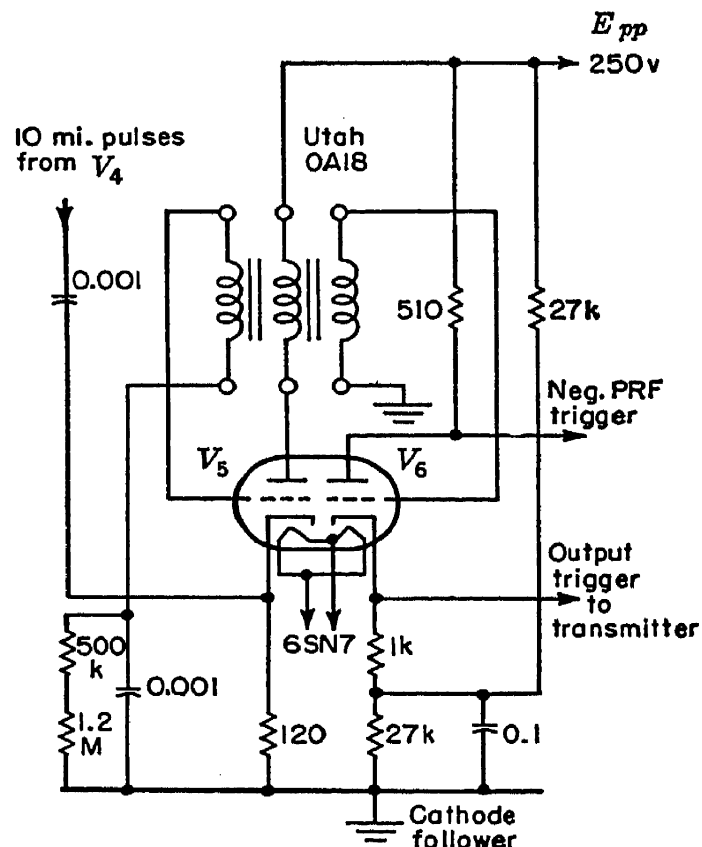 E pp
250v
10 mi. pulses
from V4
Utah
OA18
0.001
510
27k
Neg. PRF
trigger
V5
V6
Output
trigger
to
transmitter
6SN7
500
k
1k
0.001
1.2
M
120
27k
0.1
Cathode
follower